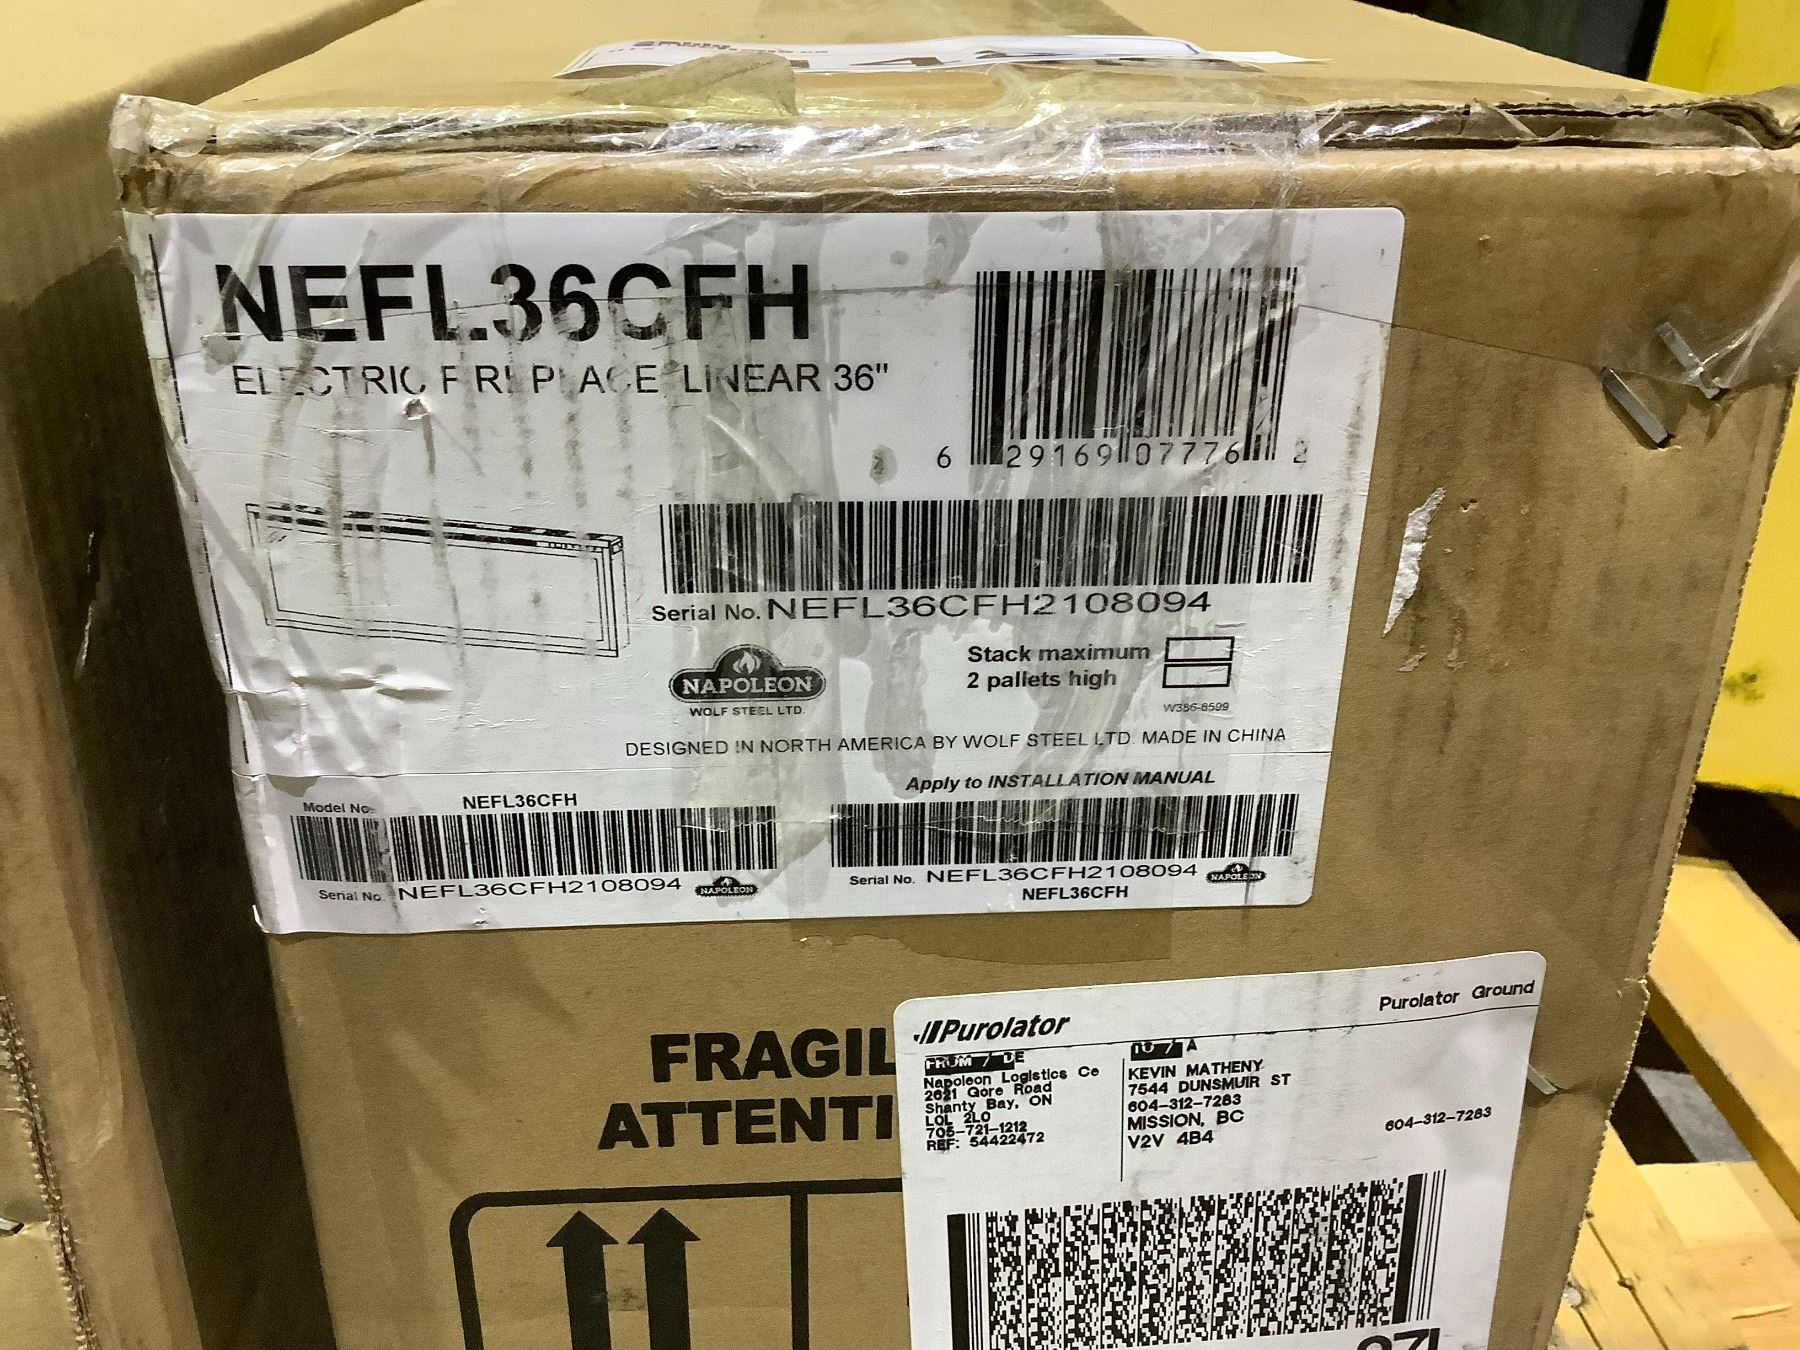 NEFL36CFH
ELECTRIC FIREPLACE LINEAR 36"
6 29169 07776 2
Serial No. NEFL36CFH2108094
NAPOLEON
WOLF STEEL LTD.
Stack maximum
2 pallets high
W386-6599
DESIGNED IN NORTH AMERICA BY WOLF STEEL LTD. MADE IN CHINA
Apply to INSTALLATION MANUAL
Model No.
NEFL36CFH
Serial No. NEFL36CFH2108094
NAPOLEON
Serial No. NEFL36CFH2108094
NAPOLEON
NEFL36CFH
FRAGIL
ATTENTI
Purolator
Purolator Ground
FROM / DE
Napoleon Logistics Ce
2621 Gore Road
Shanty Bay, ON
L0L 2L0
705-721-1212
REF: 54422472
TO / A
KEVIN MATHENY
7544 DUNSMUIR ST
604-312-7283
MISSION, BC
V2V 4B4
604-312-7283